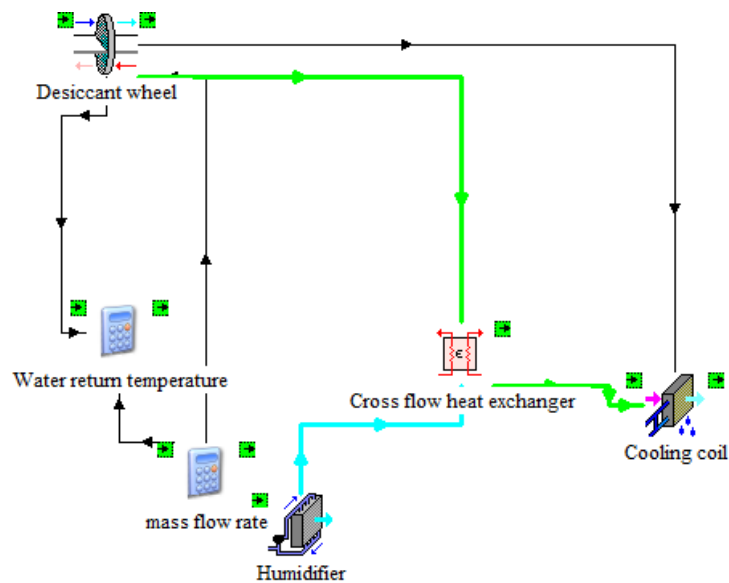 Desiccant wheel
ε
Water return temperature
Cross flow heat exchanger
Cooling coil
mass flow rate
Humidifier